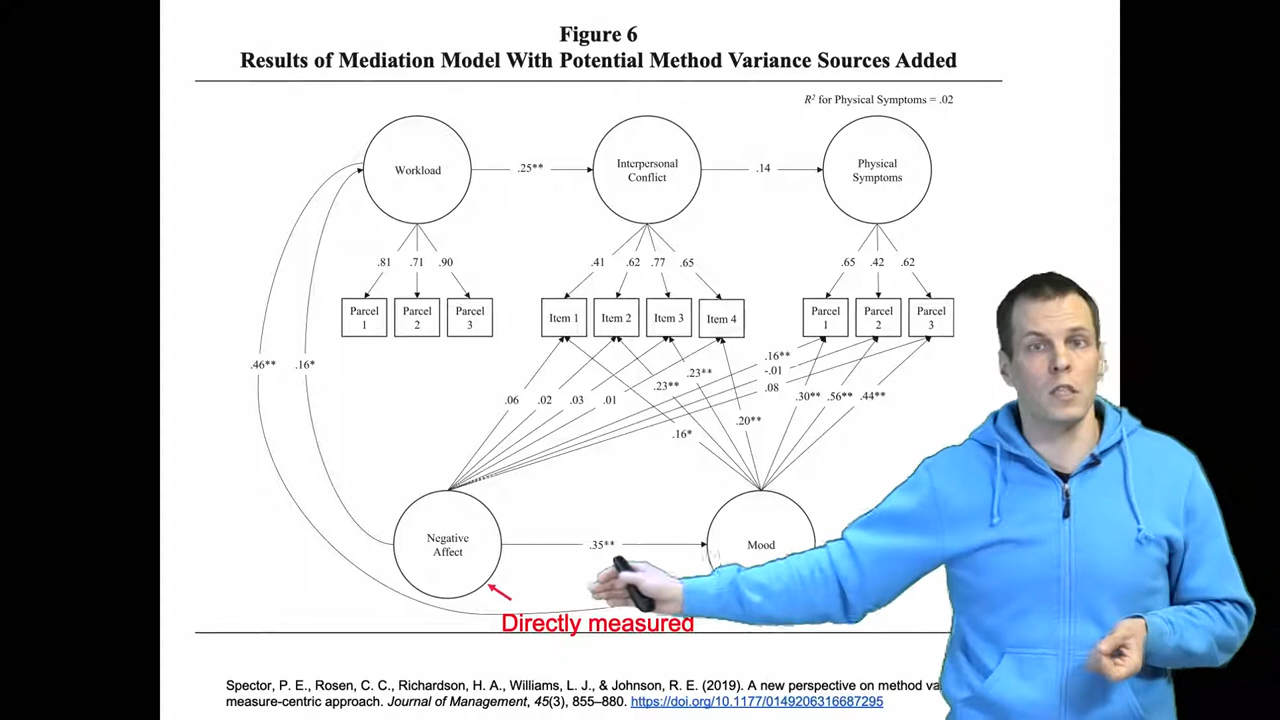 Figure 6
Results of Mediation Model With Potential Method Variance Sources Added
R² for Physical Symptoms = .02
Workload
.25**
Interpersonal
Conflict
.14
Physical
Symptoms
.81 .71 .90
.41 .62 .77 .65
.65 .42 .62
Parcel
1
Parcel
2
Parcel
3
Item 1
Item 2
Item 3
Item 4
Parcel
1
Parcel
2
Parcel
3
.46**
.16*
.06 .02 .03 .01
.23**
.23**
.16*
.20**
.16**
-.01
.08
.30** .56** .44**
Negative
Affect
.35**
Mood
Directly measured
Spector, P. E., Rosen, C. C., Richardson, H. A., Williams, L. J., & Johnson, R. E. (2019). A new perspective on method
measure-centric approach. Journal of Management, 45(3), 855–880. https://doi.org/10.1177/0149206316687295